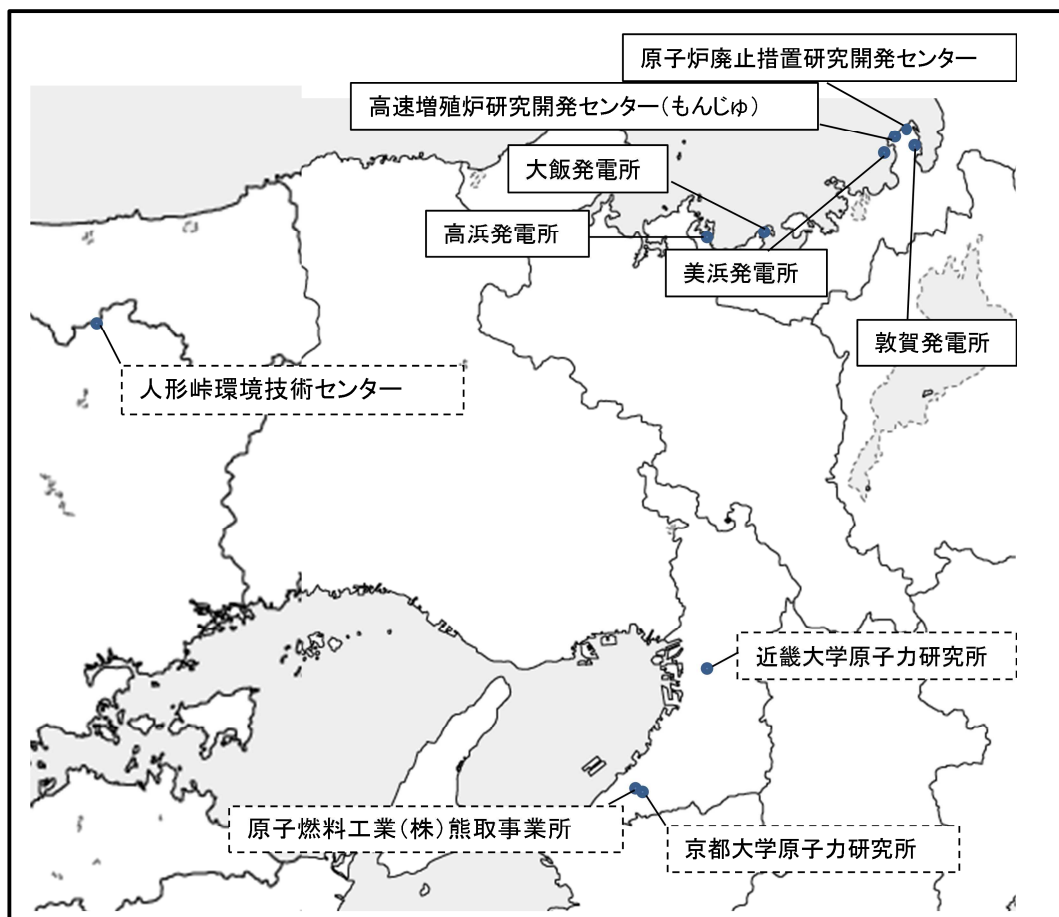 原子炉廃止措置研究開発センター
高速増殖炉研究開発センター(もんじゅ)
大飯発電所
高浜発電所
美浜発電所
敦賀発電所
人形峠環境技術センター
近畿大学原子力研究所
原子燃料工業(株)熊取事業所
京都大学原子力研究所